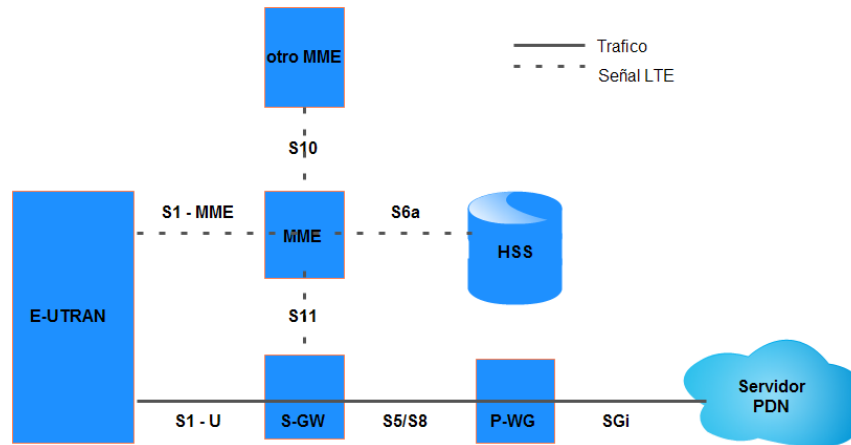 otro MME
Trafico
Señal LTE
S10
S1 - MME
S6a
MME
HSS
E-UTRAN
S11
Servidor
PDN
S1 - U
S-GW
S5/S8
P-WG
SGi